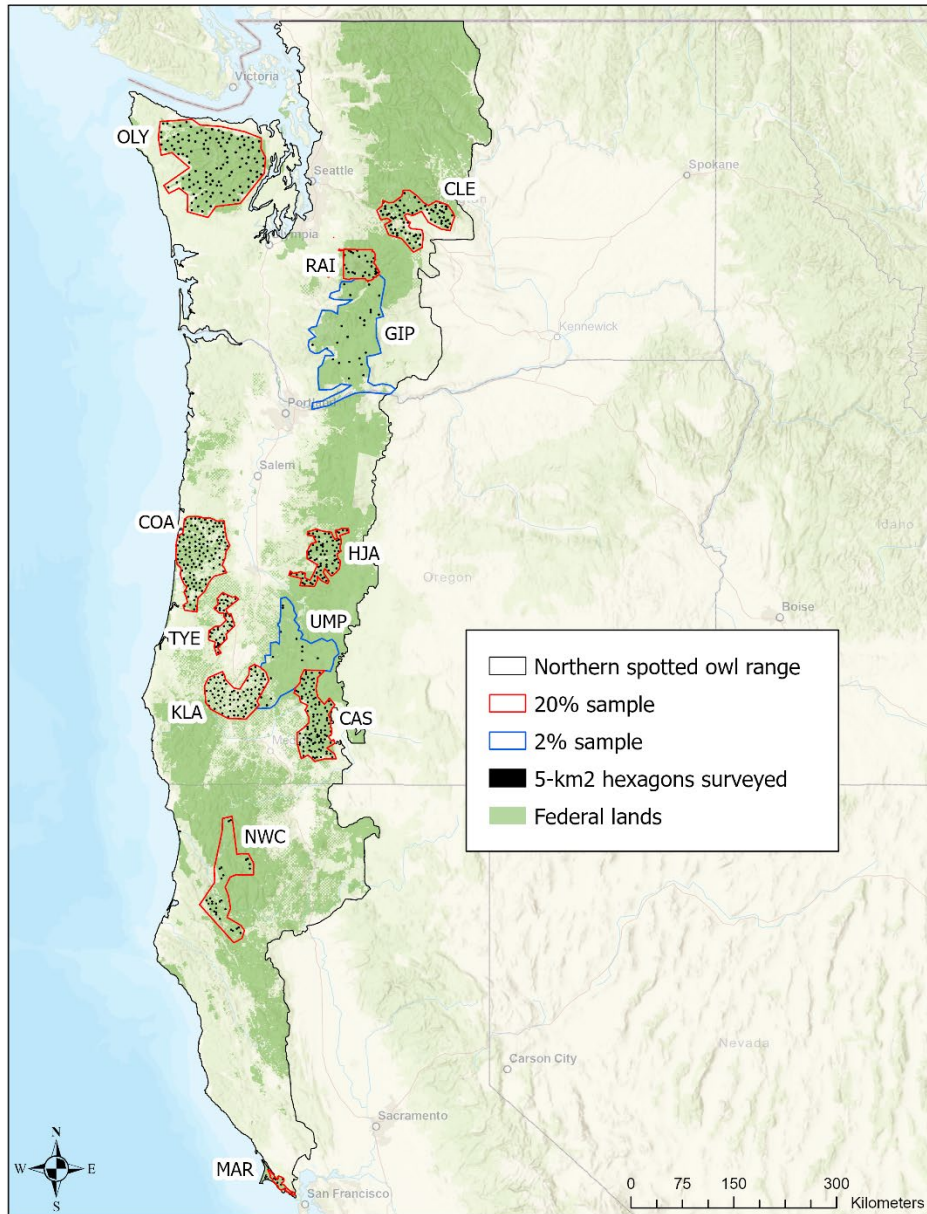 Victoria
OLY
Seattle
Spokane
CLE
RAI
GIP
Kennewick
Portland
Salem
COA
HJA
Oregon
Idaho
Boise
TYE
UMP
KLA
CAS
Northern spotted owl range
20% sample
2% sample
5-km2 hexagons surveyed
Federal lands
NWC
Nevada
Carson City
Sacramento
N
W E
S
MAR
San Francisco
0 75 150 300
Kilometers